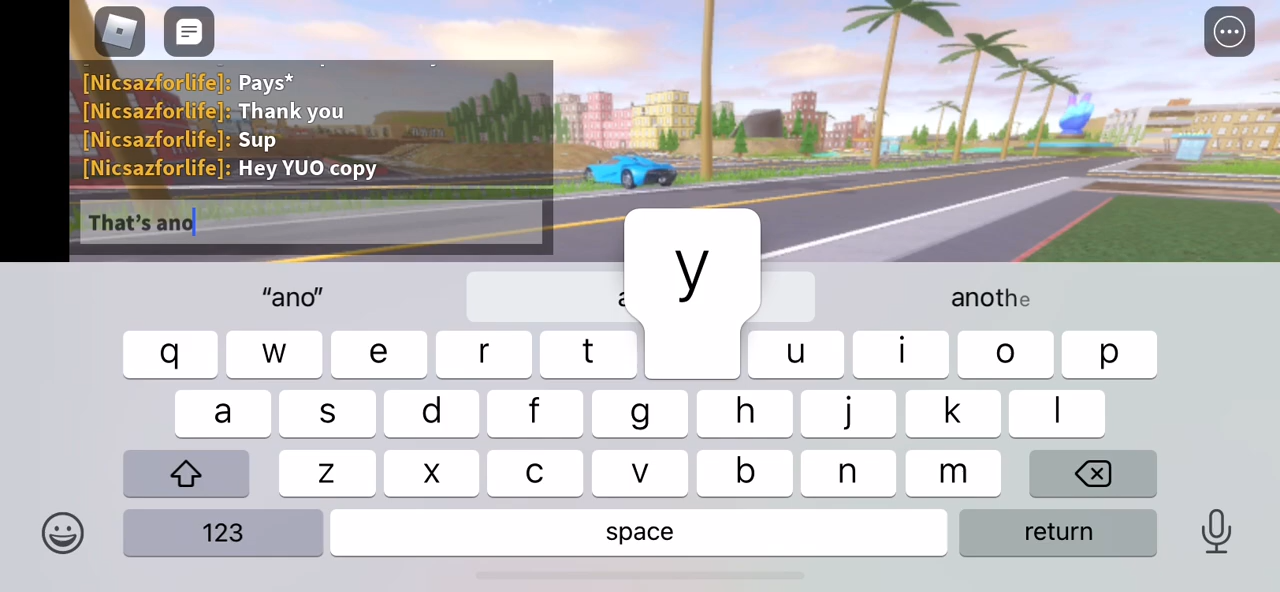 [Nicsazforlife]: Pays*
[Nicsazforlife]: Thank you
[Nicsazforlife]: Sup
[Nicsazforlife]: Hey YUO copy
That's ano
“ano” anothe
y
q w e r t u i o p
a s d f g h j k l
z x c v b n m
123 space return